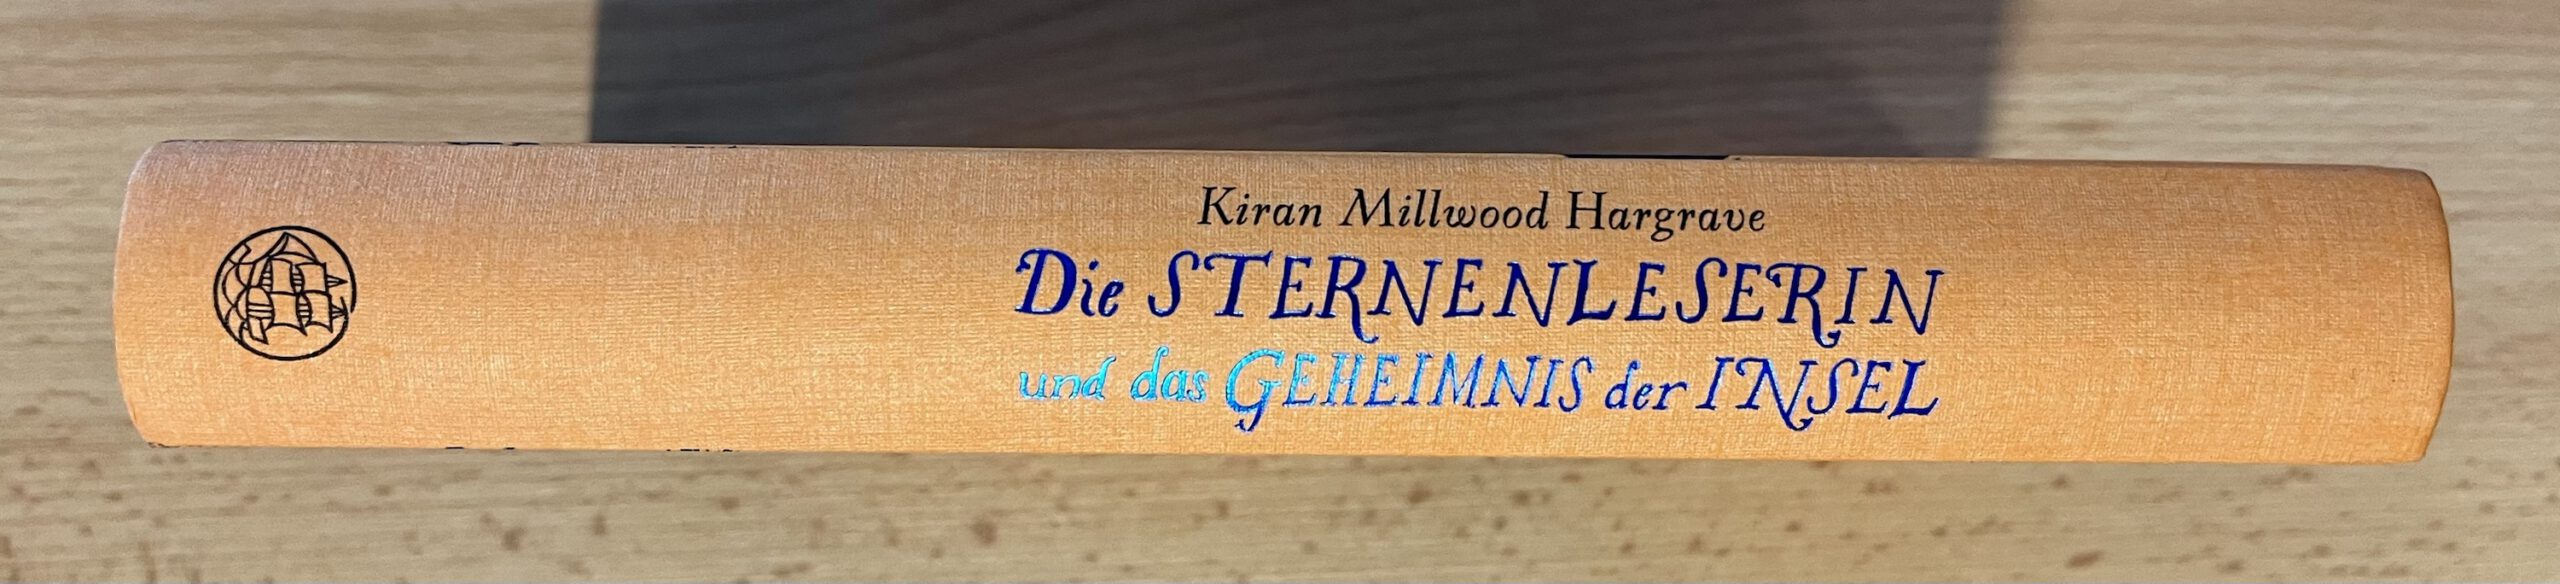 Kiran Millwood Hargrave
Die STERNENLESERIN
und das GEHEIMNIS der INSEL